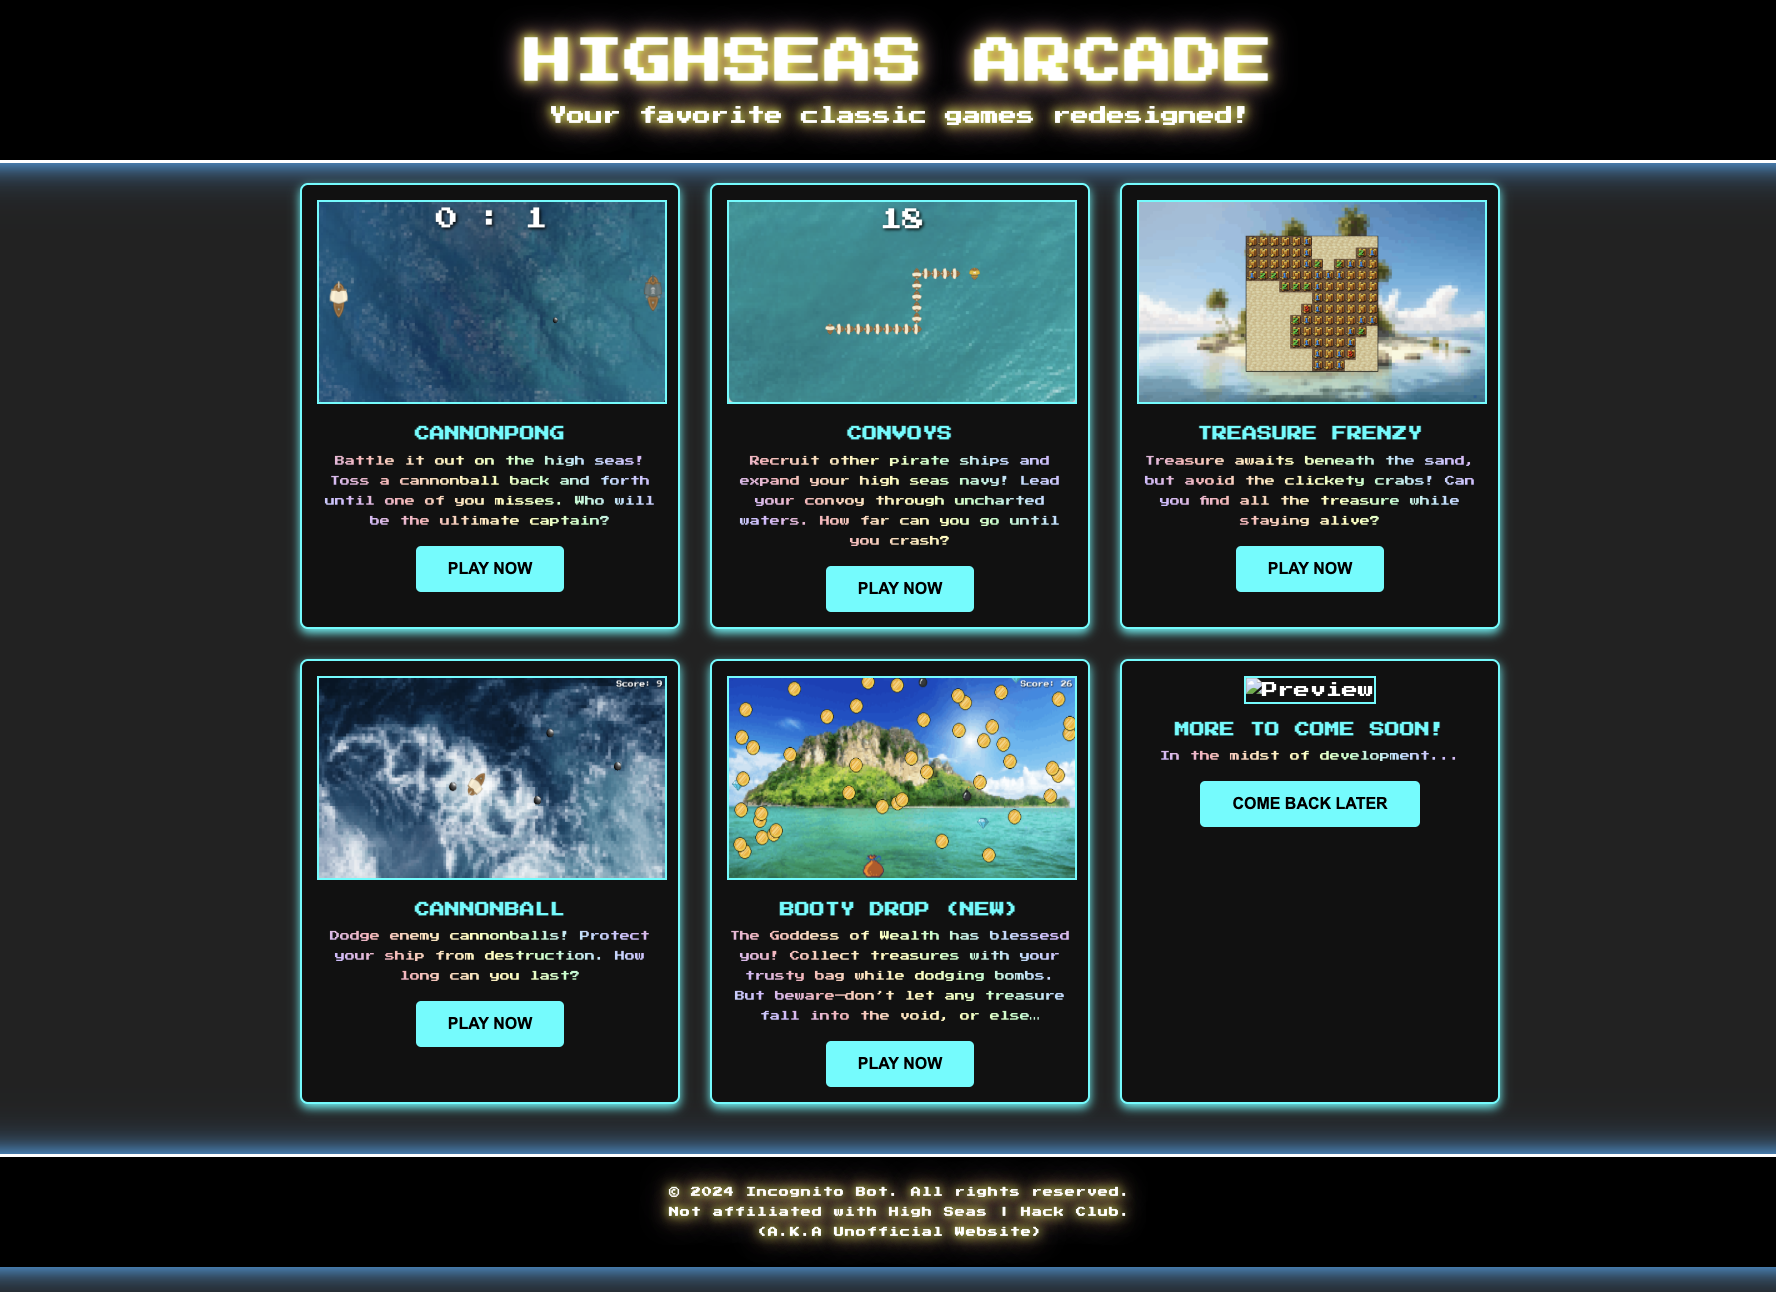 HIGHSEAS ARCADE
Your favorite classic games redesigned!
0 : 1
CANNONPONG
Battle it out on the high seas!
Toss a cannonball back and forth
until one of you misses. Who will
be the ultimate captain?
PLAY NOW
18
CONVOYS
Recruit other pirate ships and
expand your high seas navy! Lead
your convoy through uncharted
waters. How far can you go until
you crash?
PLAY NOW
TREASURE FRENZY
Treasure awaits beneath the sand,
but avoid the clickety crabs! Can
you find all the treasure while
staying alive?
PLAY NOW
Score: 9
CANNONBALL
Dodge enemy cannonballs! Protect
your ship from destruction. How
long can you last?
PLAY NOW
Score: 26
BOOTY DROP (NEW)
The Goddess of Wealth has blessesd
you! Collect treasures with your
trusty bag while dodging bombs.
But beware—don't let any treasure
fall into the void, or else…
PLAY NOW
Preview
MORE TO COME SOON!
In the midst of development...
COME BACK LATER
© 2024 Incognito Bot. All rights reserved.
Not affiliated with High Seas | Hack Club.
(A.K.A Unofficial Website)